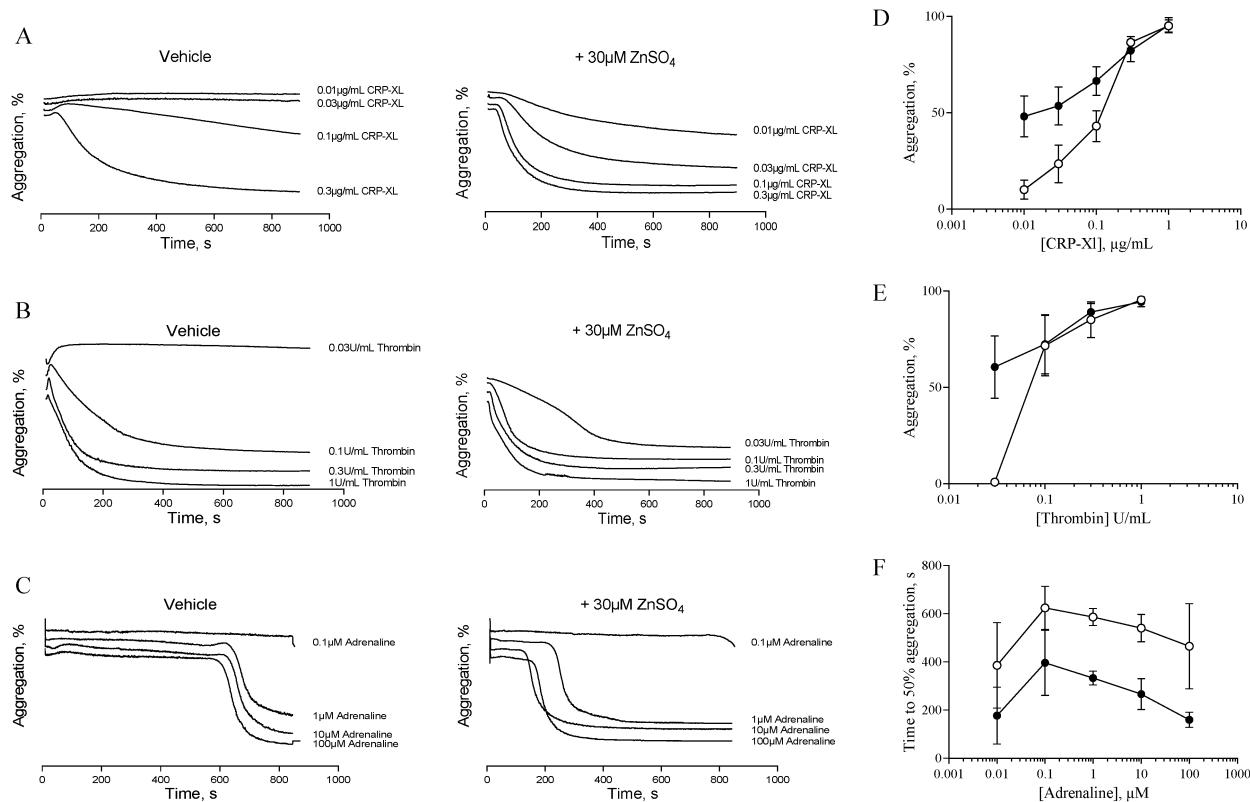 A
Vehicle
Aggregation, %
0.01µg/mL CRP-XL
0.03µg/mL CRP-XL
0.1µg/mL CRP-XL
0.3µg/mL CRP-XL
0 200 400 600 800 1000
Time, s
+ 30µM ZnSO4
Aggregation, %
0.01µg/mL CRP-XL
0.03µg/mL CRP-XL
0.1µg/mL CRP-XL
0.3µg/mL CRP-XL
0 200 400 600 800 1000
Time, s
D
Aggregation, %
100
50
0
0.001 0.01 0.1 1 10
[CRP-Xl], µg/mL
B
Vehicle
Aggregation, %
0.03U/mL Thrombin
0.1U/mL Thrombin
0.3U/mL Thrombin
1U/mL Thrombin
0 200 400 600 800 1000
Time, s
+ 30µM ZnSO4
Aggregation, %
0.03U/mL Thrombin
0.1U/mL Thrombin
0.3U/mL Thrombin
1U/mL Thrombin
0 200 400 600 800 1000
Time, s
E
Aggregation, %
100
50
0
0.01 0.1 1 10
[Thrombin] U/mL
C
Vehicle
Aggregation, %
0.1µM Adrenaline
1µM Adrenaline
10µM Adrenaline
100µM Adrenaline
0 200 400 600 800 1000
Time, s
+ 30µM ZnSO4
Aggregation, %
0.1µM Adrenaline
1µM Adrenaline
10µM Adrenaline
100µM Adrenaline
0 200 400 600 800 1000
Time, s
F
Time to 50% aggregation, s
800
600
400
200
0
0.001 0.01 0.1 1 10 100 1000
[Adrenaline], µM